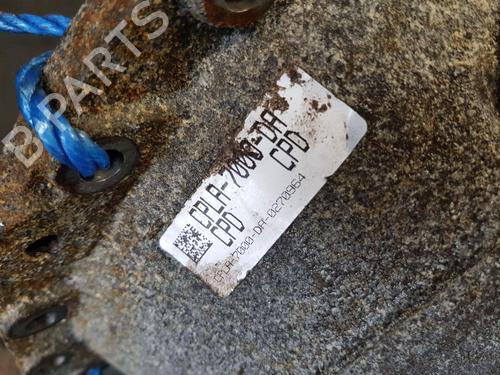 B-PARTS
CPLA-7000-DA
CPD CPD
CPLA-7000-DA-0270964